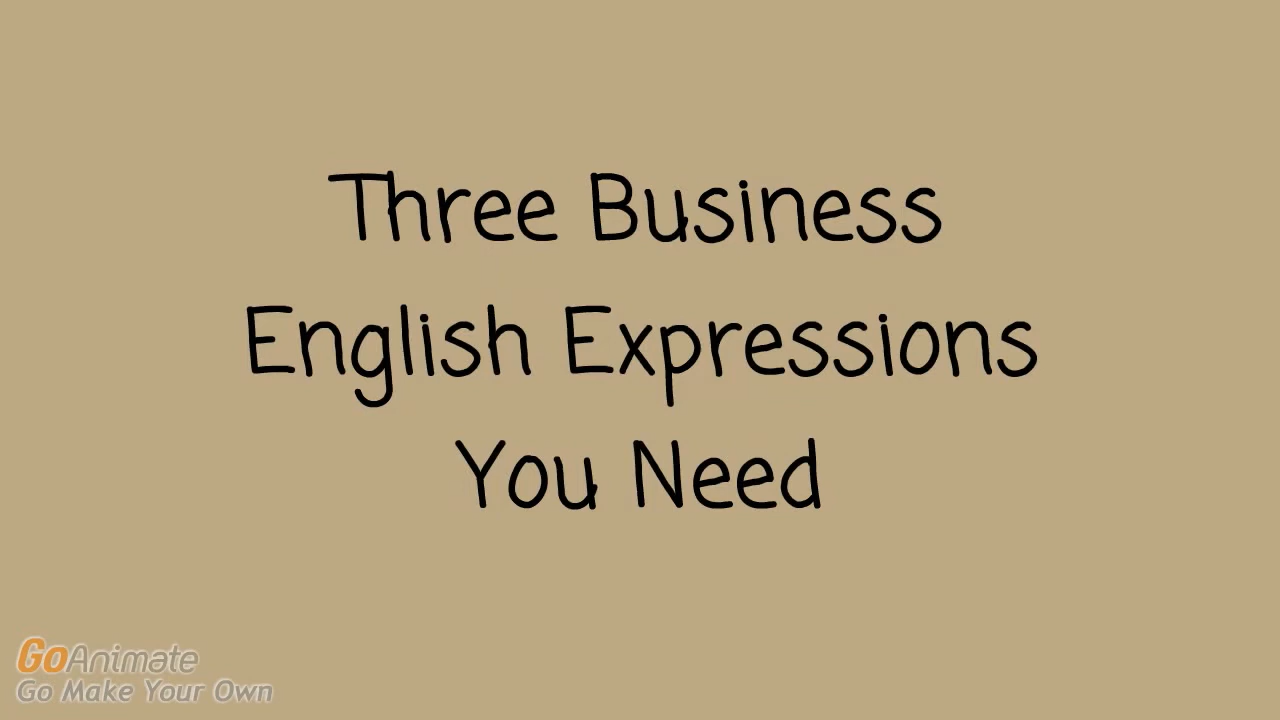 Three Business
English Expressions
You Need
GoAnimate
Go Make Your Own